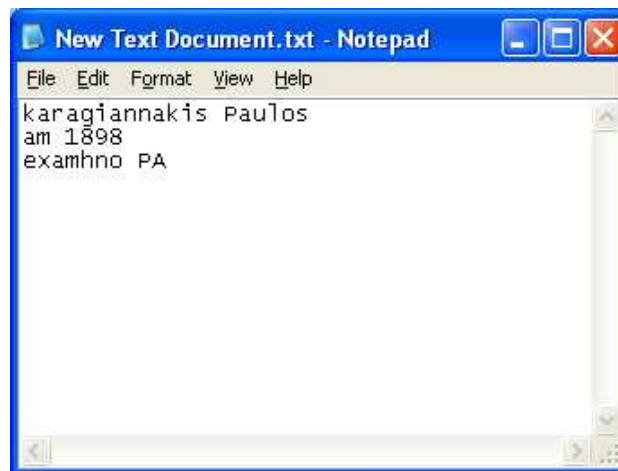 New Text Document.txt - Notepad
File Edit Format View Help
karagiannakis Paulos
am 1898
examhno PA